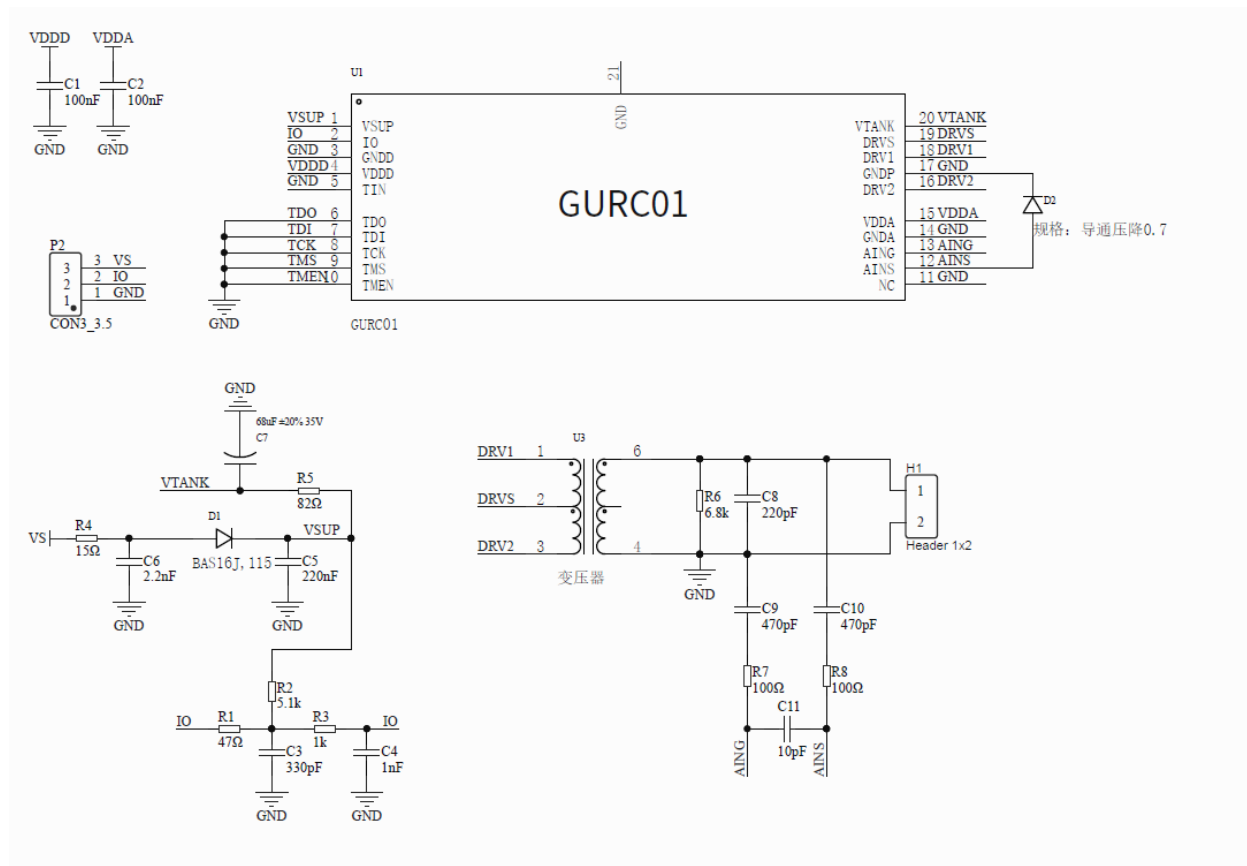 VDDD VDDA
C1
100nF
C2
100nF
GND GND
U1
21
GND
VSUP 1 VSUP
IO 2 IO
GND 3 GNDD
VDDD 4 VDDD
GND 5 TIN
TDO 6 TDO
TDI 7 TDI
TCK 8 TCK
TMS 9 TMS
TMEN 10 TMEN
GURC01
VTANK 20 VTANK
DRVS 19 DRVS
DRV1 18 DRV1
GNDP 17 GND
DRV2 16 DRV2
VDDA 15 VDDA
GNDA 14 GND
AING 13 AING
AINS 12 AINS
NC 11 GND
D2
规格：导通压降0.7
P2
3 3 VS
2 2 IO
1 1 GND
CON3_3.5
GND
GURC01
GND
68uF ±20% 35V
C7
VTANK
R5
82Ω
VS
R4
15Ω
D1
BAS16J,115
VSUP
C6
2.2nF
C5
220nF
GND GND
R2
5.1k
IO
R1
47Ω
R3
1k
IO
C3
330pF
C4
1nF
GND GND
U3
DRV1 1
DRVS 2
DRV2 3
6
4
变压器
R6
6.8k
C8
220pF
H1
1
2
Header 1x2
GND
C9
470pF
C10
470pF
R7
100Ω
R8
100Ω
C11
10pF
AING
AINS